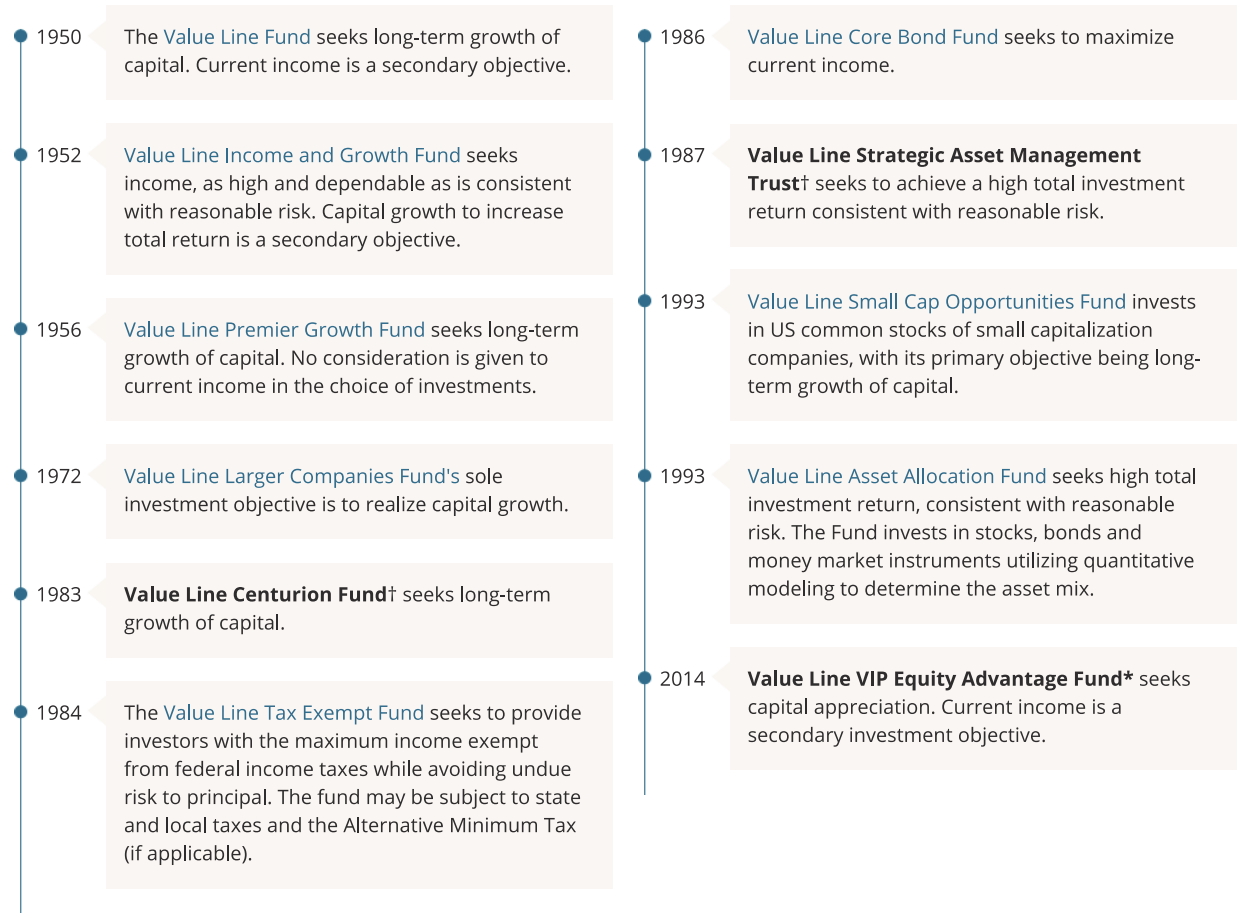 1950
The Value Line Fund seeks long-term growth of
capital. Current income is a secondary objective.
1952
Value Line Income and Growth Fund seeks
income, as high and dependable as is consistent
with reasonable risk. Capital growth to increase
total return is a secondary objective.
1956
Value Line Premier Growth Fund seeks long-term
growth of capital. No consideration is given to
current income in the choice of investments.
1972
Value Line Larger Companies Fund's sole
investment objective is to realize capital growth.
1983
Value Line Centurion Fund† seeks long-term
growth of capital.
1984
The Value Line Tax Exempt Fund seeks to provide
investors with the maximum income exempt
from federal income taxes while avoiding undue
risk to principal. The fund may be subject to state
and local taxes and the Alternative Minimum Tax
(if applicable).
1986
Value Line Core Bond Fund seeks to maximize
current income.
1987
Value Line Strategic Asset Management
Trust† seeks to achieve a high total investment
return consistent with reasonable risk.
1993
Value Line Small Cap Opportunities Fund invests
in US common stocks of small capitalization
companies, with its primary objective being long-
term growth of capital.
1993
Value Line Asset Allocation Fund seeks high total
investment return, consistent with reasonable
risk. The Fund invests in stocks, bonds and
money market instruments utilizing quantitative
modeling to determine the asset mix.
2014
Value Line VIP Equity Advantage Fund* seeks
capital appreciation. Current income is a
secondary investment objective.